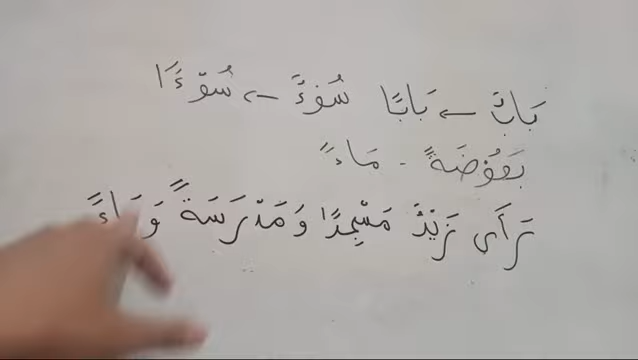 بَابٌ ← بَابًا سُوْءٌ ← سُوْءًا
بَعُوْضَةً - مَاءً
رَأَى زَيْدٌ مَسْجِدًا وَمَدْرَسَةً وَ